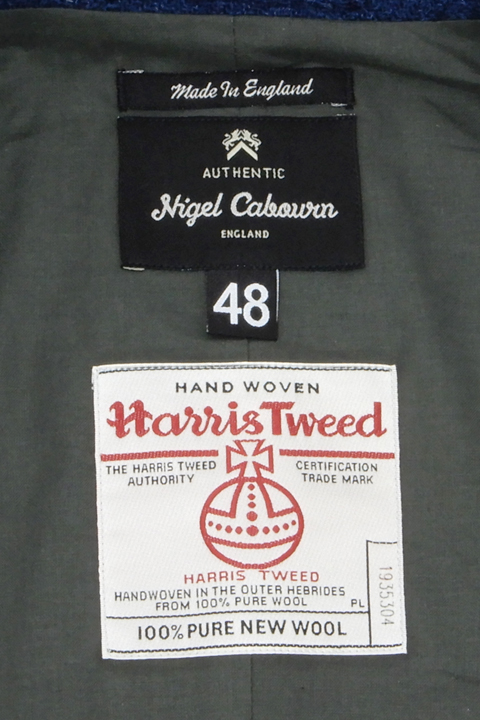 Made In England
AUTHENTIC
Nigel Cabourn
ENGLAND
48
HAND WOVEN
Harris Tweed
THE HARRIS TWEED
AUTHORITY
CERTIFICATION
TRADE MARK
HARRIS TWEED
HANDWOVEN IN THE OUTER HEBRIDES
FROM 100% PURE WOOL
PL
1935304
100% PURE NEW WOOL